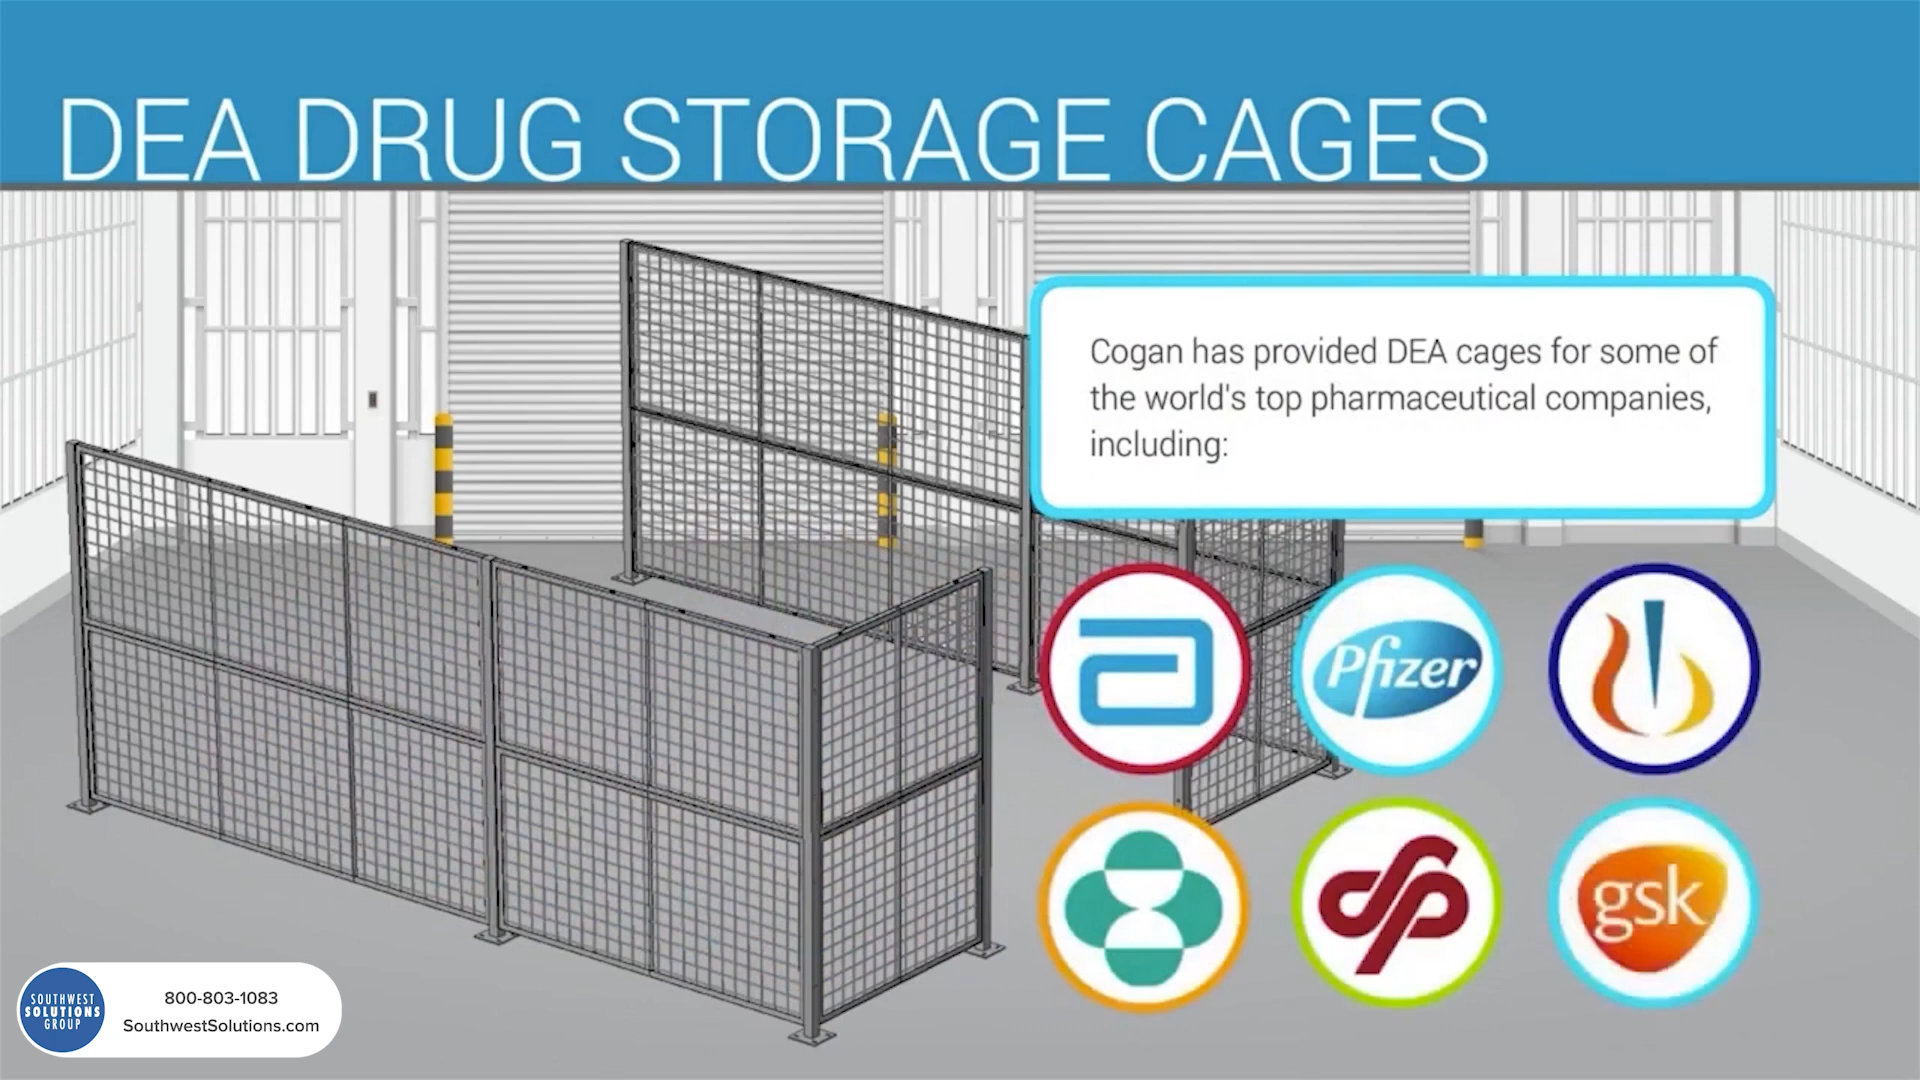 DEA DRUG STORAGE CAGES
Cogan has provided DEA cages for some of
the world's top pharmaceutical companies,
including:
Pfizer
gsk
SOUTHWEST
SOLUTIONS
GROUP
800-803-1083
SouthwestSolutions.com